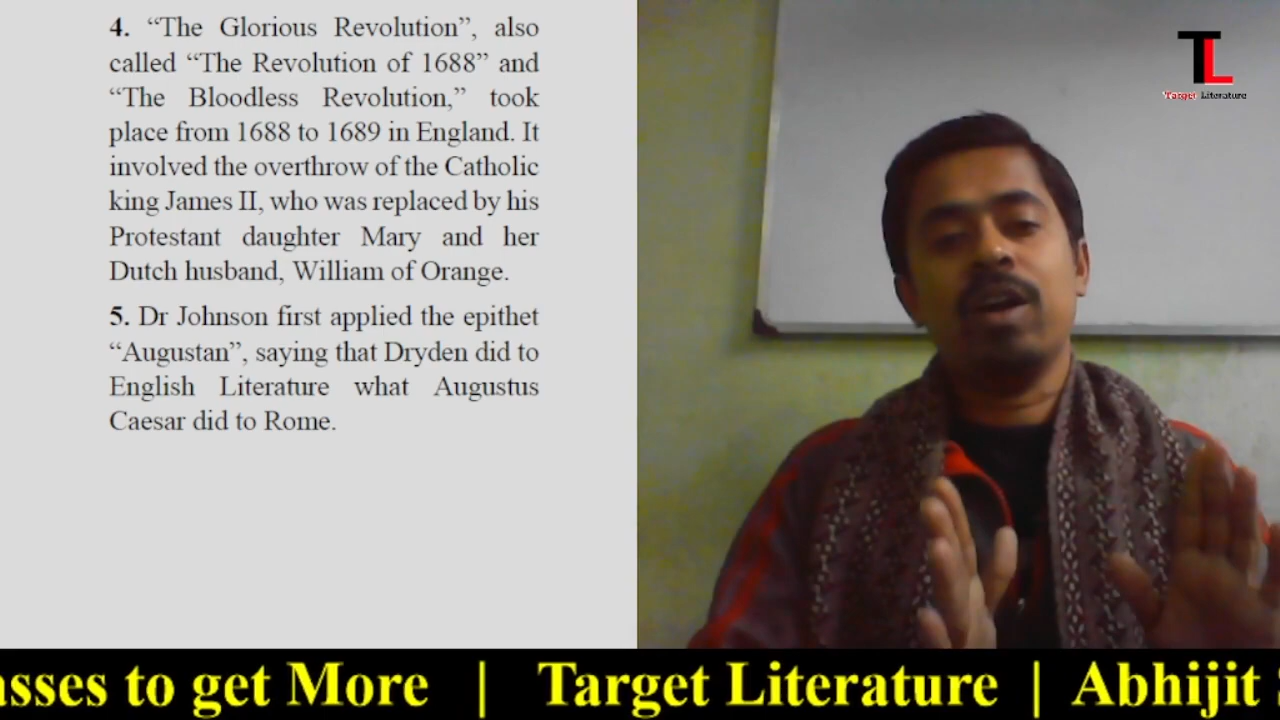 4. “The Glorious Revolution”, also
called “The Revolution of 1688” and
“The Bloodless Revolution,” took
place from 1688 to 1689 in England. It
involved the overthrow of the Catholic
king James II, who was replaced by his
Protestant daughter Mary and her
Dutch husband, William of Orange.
5. Dr Johnson first applied the epithet
“Augustan”, saying that Dryden did to
English Literature what Augustus
Caesar did to Rome.
TL
Target Literature
asses to get More | Target Literature | Abhijit